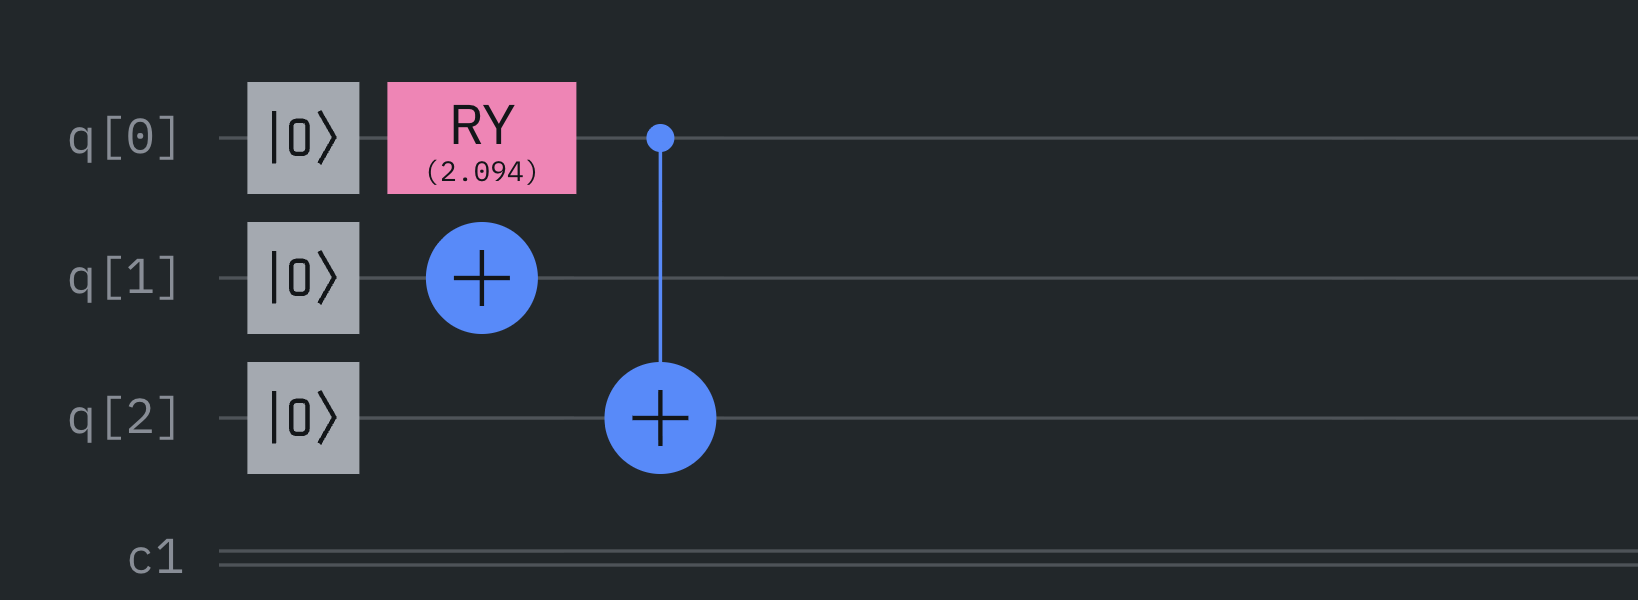 q[0] |0⟩ RY
(2.094)
q[1] |0⟩ +
q[2] |0⟩ +
c1